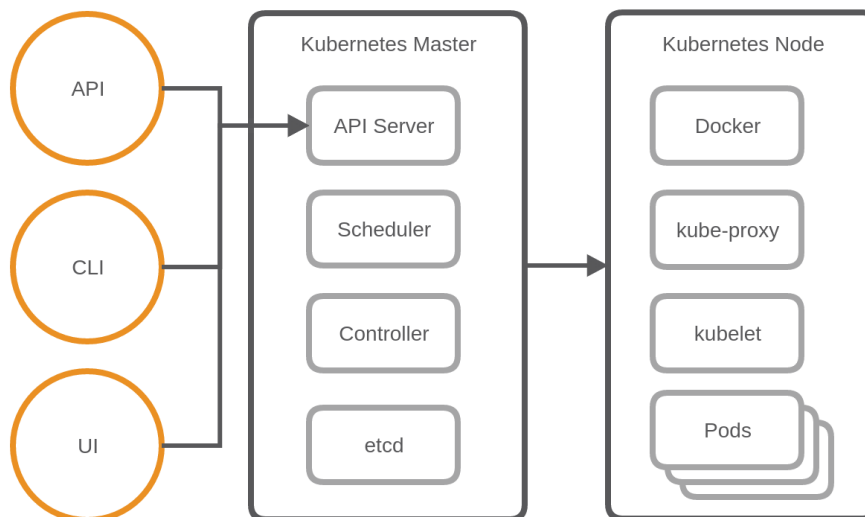 API
CLI
UI
Kubernetes Master
API Server
Scheduler
Controller
etcd
Kubernetes Node
Docker
kube-proxy
kubelet
Pods